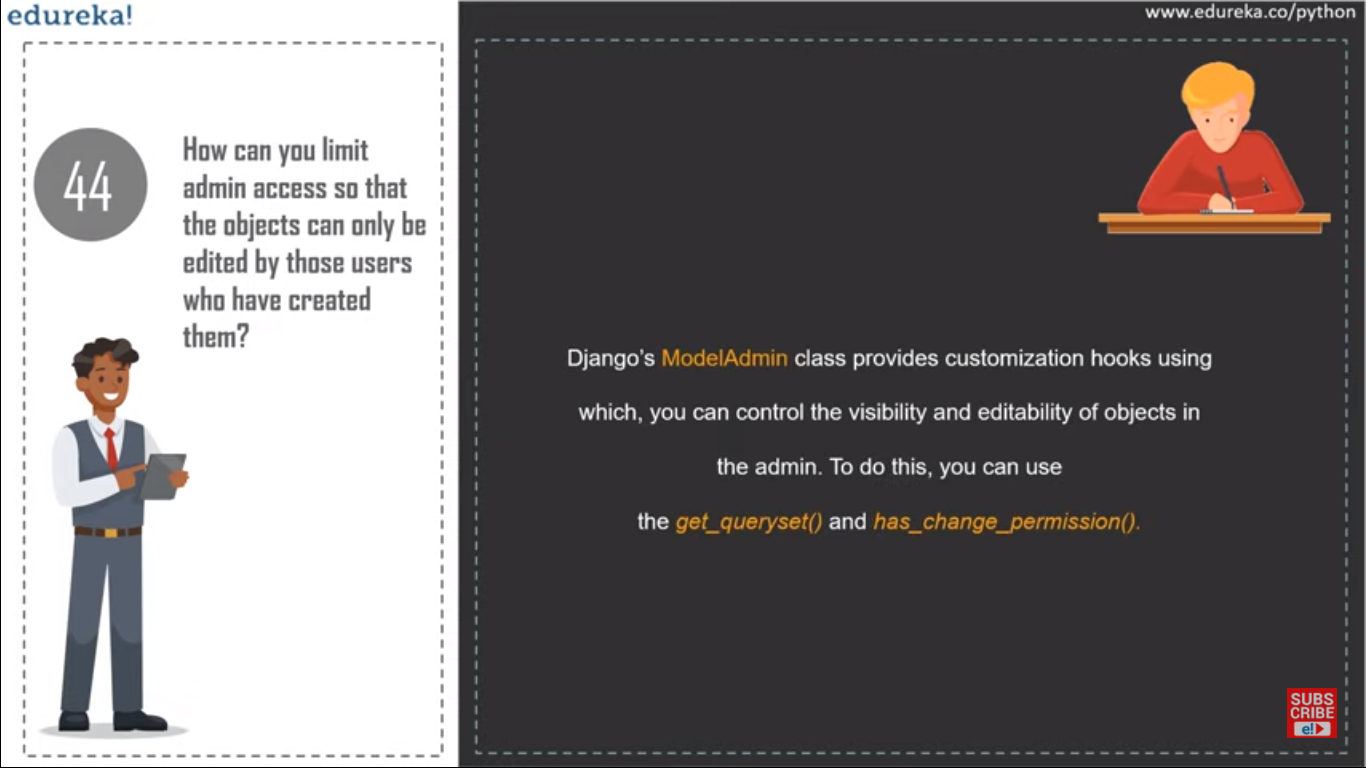 edureka!
www.edureka.co/python
44
How can you limit
admin access so that
the objects can only be
edited by those users
who have created
them?
Django’s ModelAdmin class provides customization hooks using
which, you can control the visibility and editability of objects in
the admin. To do this, you can use
the get_queryset() and has_change_permission().
SUBS
CRIBE
e!